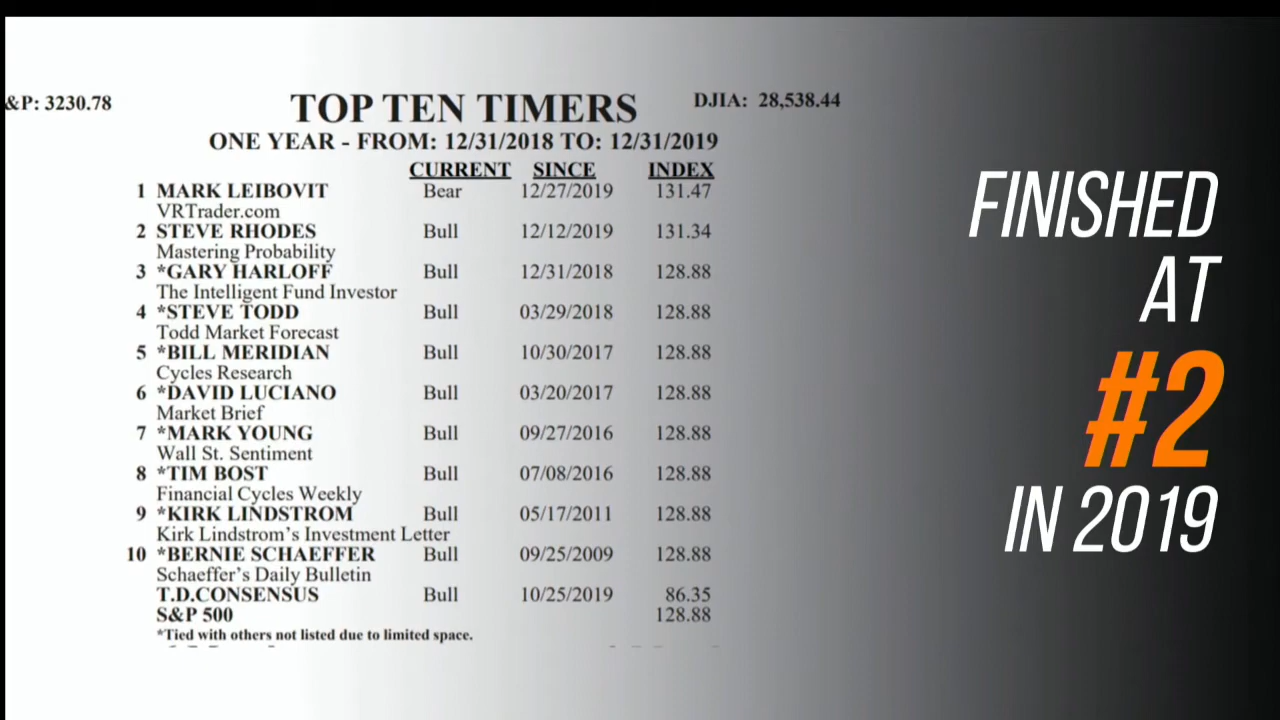 &P: 3230.78
TOP TEN TIMERS
DJIA: 28,538.44
ONE YEAR - FROM: 12/31/2018 TO: 12/31/2019
CURRENT SINCE INDEX
1 MARK LEIBOVIT Bear 12/27/2019 131.47
VRTrader.com
2 STEVE RHODES Bull 12/12/2019 131.34
Mastering Probability
3 *GARY HARLOFF Bull 12/31/2018 128.88
The Intelligent Fund Investor
4 *STEVE TODD Bull 03/29/2018 128.88
Todd Market Forecast
5 *BILL MERIDIAN Bull 10/30/2017 128.88
Cycles Research
6 *DAVID LUCIANO Bull 03/20/2017 128.88
Market Brief
7 *MARK YOUNG Bull 09/27/2016 128.88
Wall St. Sentiment
8 *TIM BOST Bull 07/08/2016 128.88
Financial Cycles Weekly
9 *KIRK LINDSTROM Bull 05/17/2011 128.88
Kirk Lindstrom's Investment Letter
10 *BERNIE SCHAEFFER Bull 09/25/2009 128.88
Schaeffer's Daily Bulletin
T.D.CONSENSUS Bull 10/25/2019 86.35
S&P 500 128.88
*Tied with others not listed due to limited space.
FINISHED
AT
#2
IN 2019